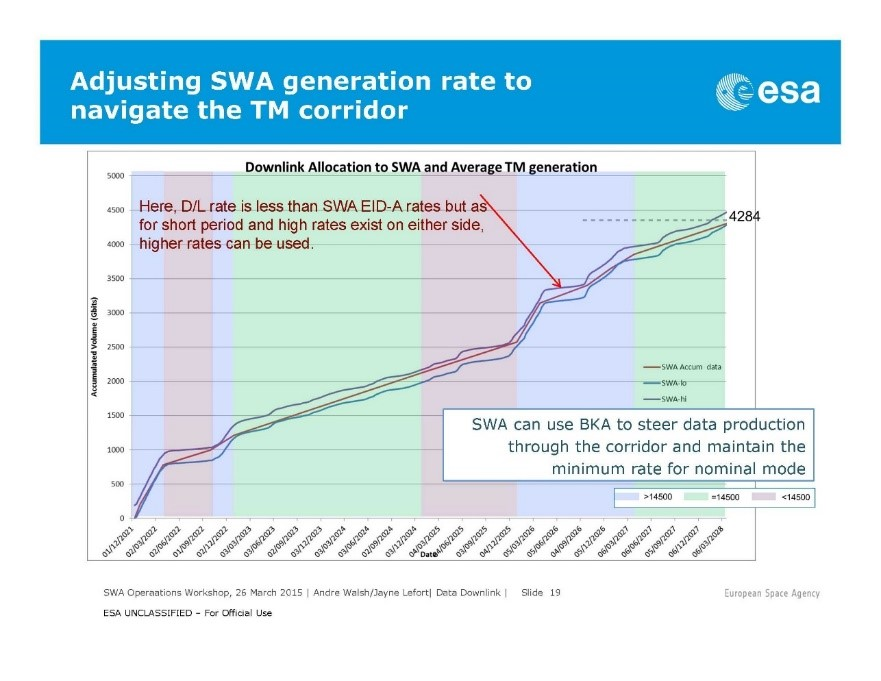 Adjusting SWA generation rate to
navigate the TM corridor
esa
Downlink Allocation to SWA and Average TM generation
Here, D/L rate is less than SWA EID-A rates but as
for short period and high rates exist on either side,
higher rates can be used.
Accumulated Volume (Gbits)
5000
4500
4000
3500
3000
2500
2000
1500
1000
500
0
4284
SWA Accum data
SWA-lo
SWA-hi
SWA can use BKA to steer data production
through the corridor and maintain the
minimum rate for nominal mode
>14500 =14500 <14500
01/12/2021 02/03/2022 02/06/2022 01/09/2022 02/12/2022 03/03/2023 03/06/2023 02/09/2023 03/12/2023 03/03/2024 03/06/2024 02/09/2024 03/12/2024 04/03/2025 04/06/2025 03/09/2025 04/12/2025 05/03/2026 05/06/2026 04/09/2026 05/12/2026 06/03/2027 06/06/2027 05/09/2027 06/12/2027 06/03/2028
Date
SWA Operaations Workshop, 26 March 2015 | Andre Walsh/Jayne Lefort| Data Downlink | Slide 19
European Space Agency
ESA UNCLASSIFIED – For Official Use